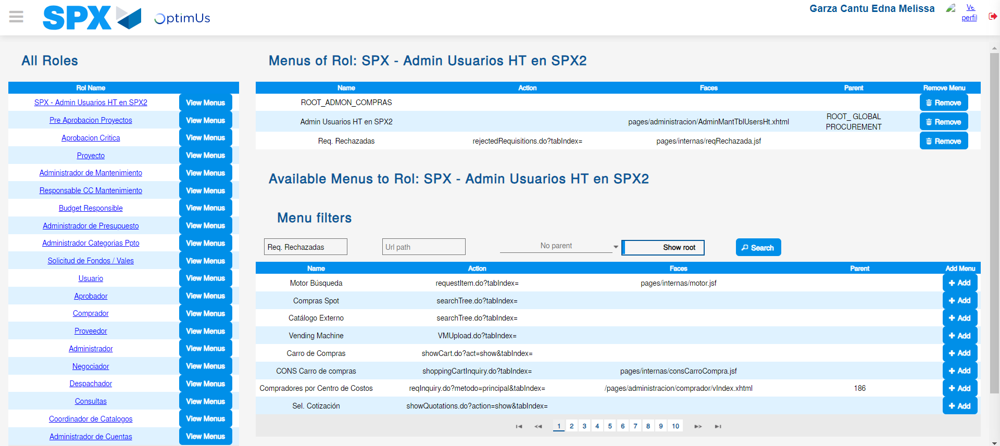 SPX
OptimUs
Garza Cantu Edna Melissa
perfil
All Roles
Rol Name
SPX - Admin Usuarios HT en SPX2 View Menus
Pre Aprobacion Proyectos View Menus
Aprobacion Critica View Menus
Proyecto View Menus
Administrador de Mantenimiento View Menus
Responsable CC Mantenimiento View Menus
Budget Responsible View Menus
Administrador de Presupuesto View Menus
Administrador Categorias Ppto View Menus
Solicitud de Fondos / Vales View Menus
Usuario View Menus
Aprobador View Menus
Comprador View Menus
Proveedor View Menus
Administrador View Menus
Negociador View Menus
Despachador View Menus
Consultas View Menus
Coordinador de Catalogos View Menus
Administrador de Cuentas View Menus
Menus of Rol: SPX - Admin Usuarios HT en SPX2
Name Action Faces Parent Remove Menu
ROOT_ADMON_COMPRAS Remove
Admin Usuarios HT en SPX2 pages/administracion/AdminMantTblUsersHt.xhtml ROOT_ GLOBAL
PROCUREMENT Remove
Req. Rechazadas rejectedRequisitions.do?tabIndex= pages/internas/reqRechazada.jsf Remove
Available Menus to Rol: SPX - Admin Usuarios HT en SPX2
Menu filters
Req. Rechazadas Url path No parent Show root Search
Name Action Faces Parent Add Menu
Motor Búsqueda requestItem.do?tabIndex= pages/internas/motor.jsf Add
Compras Spot searchTree.do?tabIndex= Add
Catálogo Externo searchTree.do?tabIndex= Add
Vending Machine VMUpload.do?tabIndex= Add
Carro de Compras showCart.do?act=show&tabIndex= Add
CONS Carro de compras shoppingCartInquiry.do?tabIndex= pages/internas/consCarroCompra.jsf Add
Compradores por Centro de Costos reqInquiry.do?metodo=principal&tabIndex= /pages/administracion/comprador/vIndex.xhtml 186 Add
Sel. Cotización showQuotations.do?action=show&tabIndex= Add
1 2 3 4 5 6 7 8 9 10